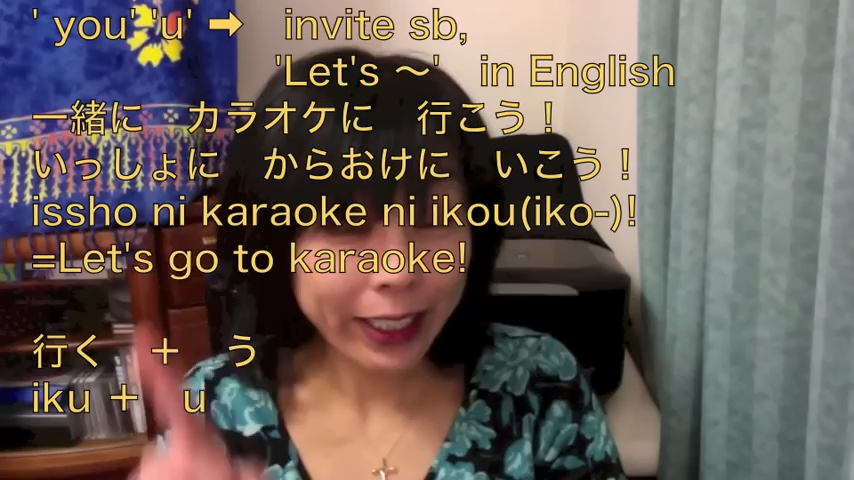 ' you' 'u' ➡ invite sb,
'Let's ～' in English
一緒に　カラオケに　行こう！
いっしょに　からおけに　いこう！
issho ni karaoke ni ikou(iko-)!
=Let's go to karaoke!
行く　＋　う
iku＋　u